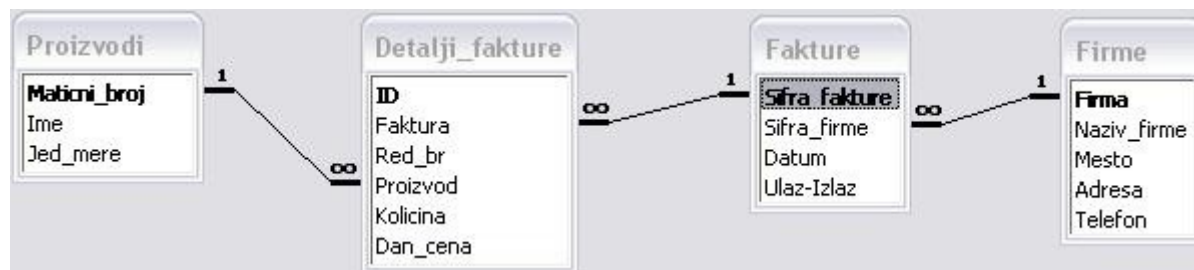 Proizvodi
Maticni_broj
Ime
Jed_mere
1
∞
Detalji_fakture
ID
Faktura
Red_br
Proizvod
Kolicina
Dan_cena
∞
1
Fakture
Sifra_fakture
Sifra_firme
Datum
Ulaz-Izlaz
∞
1
Firme
Firma
Naziv_firme
Mesto
Adresa
Telefon